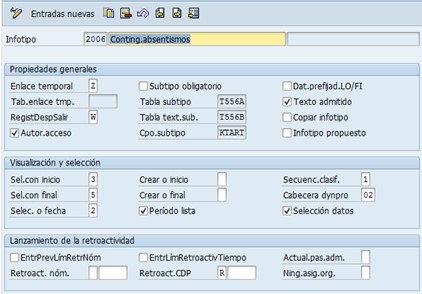 Entradas nuevas
Infotipo 2006 Conting.absentismos
Propiedades generales
Enlace temporal Z Subtipo obligatorio Dat.prefijad.LO/FI
Tab.enlace tmp. Tabla subtipo T556A Texto admitido
RegistDespSalir W Tabla text.sub. T556B Copiar infotipo
Autor.acceso Cpo.subtipo KTART Infotipo propuesto
Visualización y selección
Sel.con inicio 3 Crear o inicio Secuenc.clasif. 1
Sel.con final 5 Crear o final Cabecera dynpro 02
Selec. o fecha 2 Período lista Selección datos
Lanzamiento de la retroactividad
EntrPrevLímRetrNóm EntrLímRetroactivTiempo Actual.pas.adm.
Retroact. nóm. Retroact.CDP R Ning.asig.org.